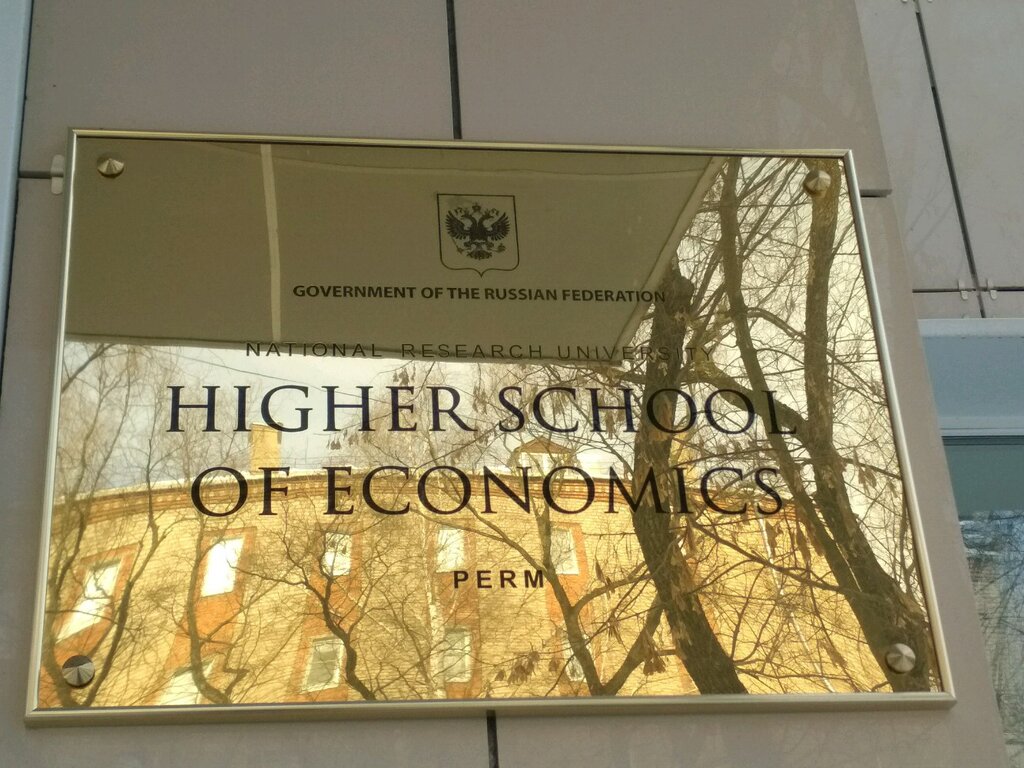 GOVERNMENT OF THE RUSSIAN FEDERATION
NATIONAL RESEARCH UNIVERSITY
HIGHER SCHOOL
OF ECONOMICS
PERM